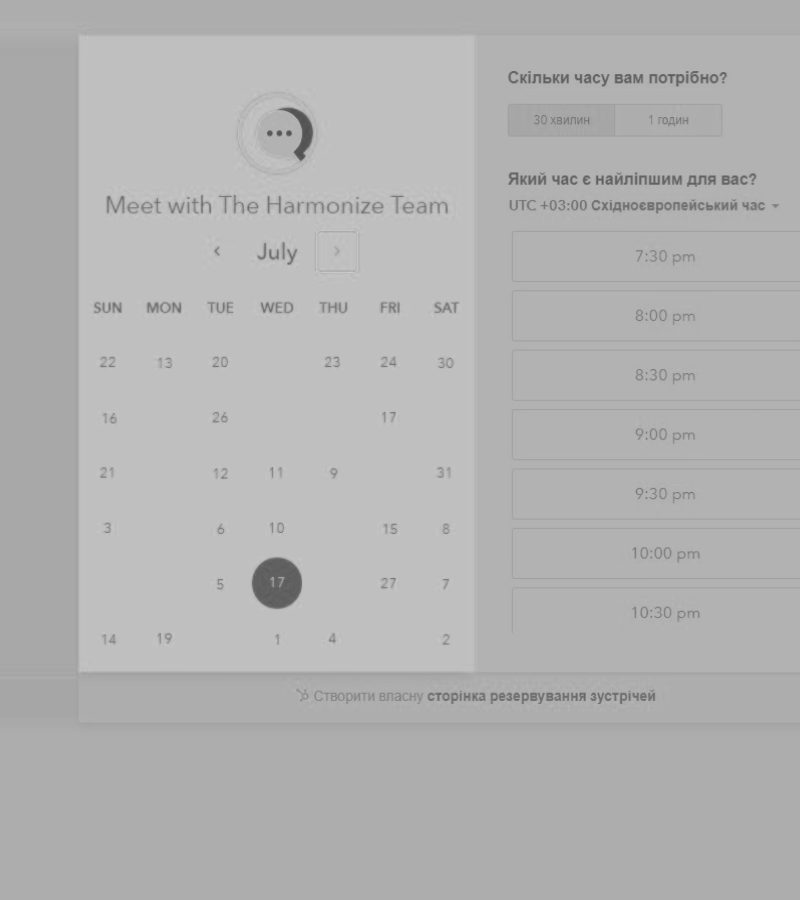 Meet with The Harmonize Team
July
SUN MON TUE WED THU FRI SAT
22 13 20 23 24 30
16 26 17
21 12 11 9 31
3 6 10 15 8
5 17 27 7
14 19 1 4 2
Скільки часу вам потрібно?
30 хвилин 1 годин
Який час є найліпшим для вас?
UTC +03:00 Східноєвропейський час
7:30 pm
8:00 pm
8:30 pm
9:00 pm
9:30 pm
10:00 pm
10:30 pm
Створити власну сторінка резервування зустрічей